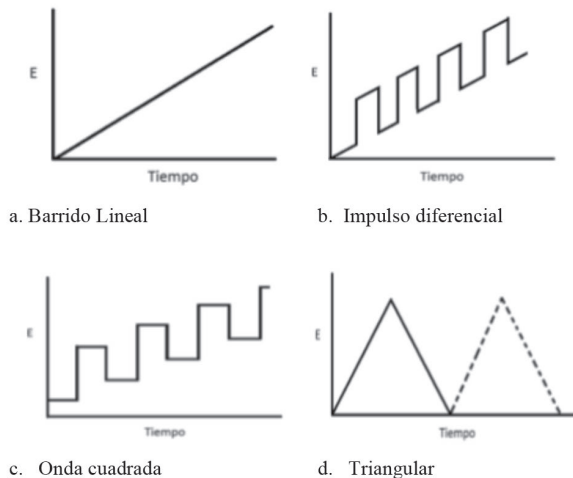 E
Tiempo
a. Barrido Lineal
E
Tiempo
b. Impulso diferencial
E
Tiempo
c. Onda cuadrada
E
Tiempo
d. Triangular